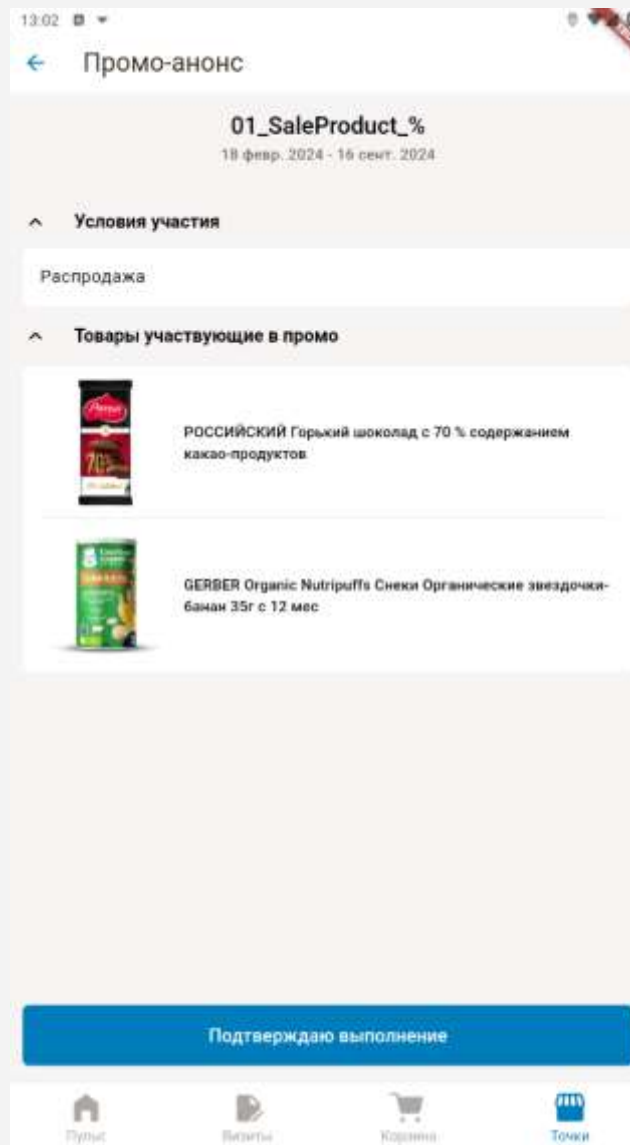 13:02
Промо-анонс
01_SaleProduct_%
18 февр. 2024 - 16 сент. 2024
Условия участия
Распродажа
Товары участвующие в промо
70%
РОССИЙСКИЙ Горький шоколад с 70 % содержанием
какао-продуктов
GERBER Organic Nutripuffs Снеки Органические звездочки-
банан 35г с 12 мес
Подтверждаю выполнение
Пульс
Визиты
Корзина
Точки